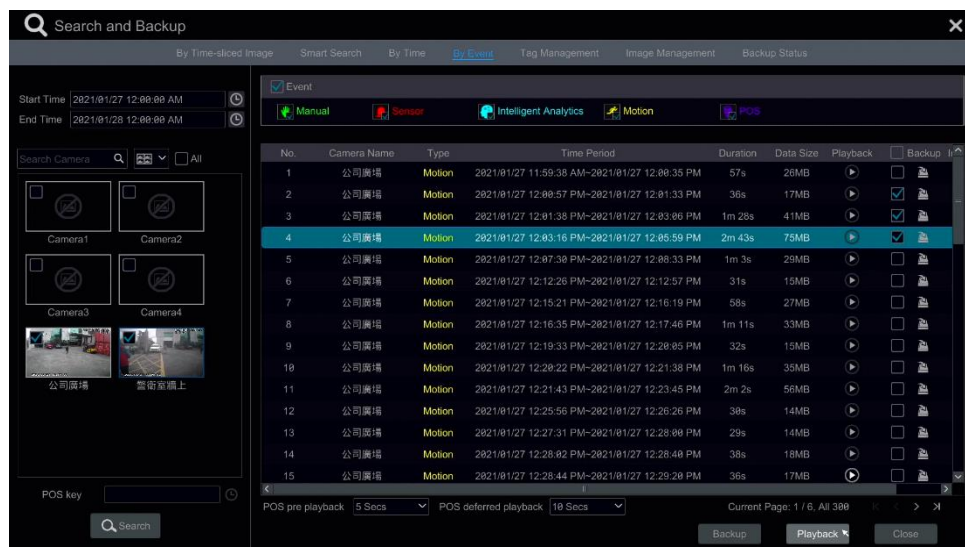 Search and Backup
By Time-sliced Image Smart Search By Time By Event Tag Management Image Management Backup Status
Start Time 2021/01/27 12:00:00 AM
End Time 2021/01/28 12:00:00 AM
Search Camera All
Camera1 Camera2
Camera3 Camera4
公司廣場 警衛室牆上
POS key
Search
Event
Manual Sensor Intelligent Analytics Motion POS
No. Camera Name Type Time Period Duration Data Size Playback Backup
1 公司廣場 Motion 2021/01/27 11:59:38 AM~2021/01/27 12:00:35 PM 57s 26MB
2 公司廣場 Motion 2021/01/27 12:00:57 PM~2021/01/27 12:01:33 PM 36s 17MB
3 公司廣場 Motion 2021/01/27 12:01:38 PM~2021/01/27 12:03:06 PM 1m 28s 41MB
4 公司廣場 Motion 2021/01/27 12:03:16 PM~2021/01/27 12:05:59 PM 2m 43s 75MB
5 公司廣場 Motion 2021/01/27 12:07:30 PM~2021/01/27 12:08:33 PM 1m 3s 29MB
6 公司廣場 Motion 2021/01/27 12:12:26 PM~2021/01/27 12:12:57 PM 31s 15MB
7 公司廣場 Motion 2021/01/27 12:15:21 PM~2021/01/27 12:16:19 PM 58s 27MB
8 公司廣場 Motion 2021/01/27 12:16:35 PM~2021/01/27 12:17:46 PM 1m 11s 33MB
9 公司廣場 Motion 2021/01/27 12:19:33 PM~2021/01/27 12:20:05 PM 32s 15MB
10 公司廣場 Motion 2021/01/27 12:20:22 PM~2021/01/27 12:21:38 PM 1m 16s 35MB
11 公司廣場 Motion 2021/01/27 12:21:43 PM~2021/01/27 12:23:45 PM 2m 2s 56MB
12 公司廣場 Motion 2021/01/27 12:25:56 PM~2021/01/27 12:26:26 PM 30s 14MB
13 公司廣場 Motion 2021/01/27 12:27:31 PM~2021/01/27 12:28:00 PM 29s 14MB
14 公司廣場 Motion 2021/01/27 12:28:02 PM~2021/01/27 12:28:40 PM 38s 18MB
15 公司廣場 Motion 2021/01/27 12:28:44 PM~2021/01/27 12:29:20 PM 36s 17MB
POS pre playback 5 Secs POS deferred playback 10 Secs Current Page: 1 / 6, All 300
Backup Playback Close